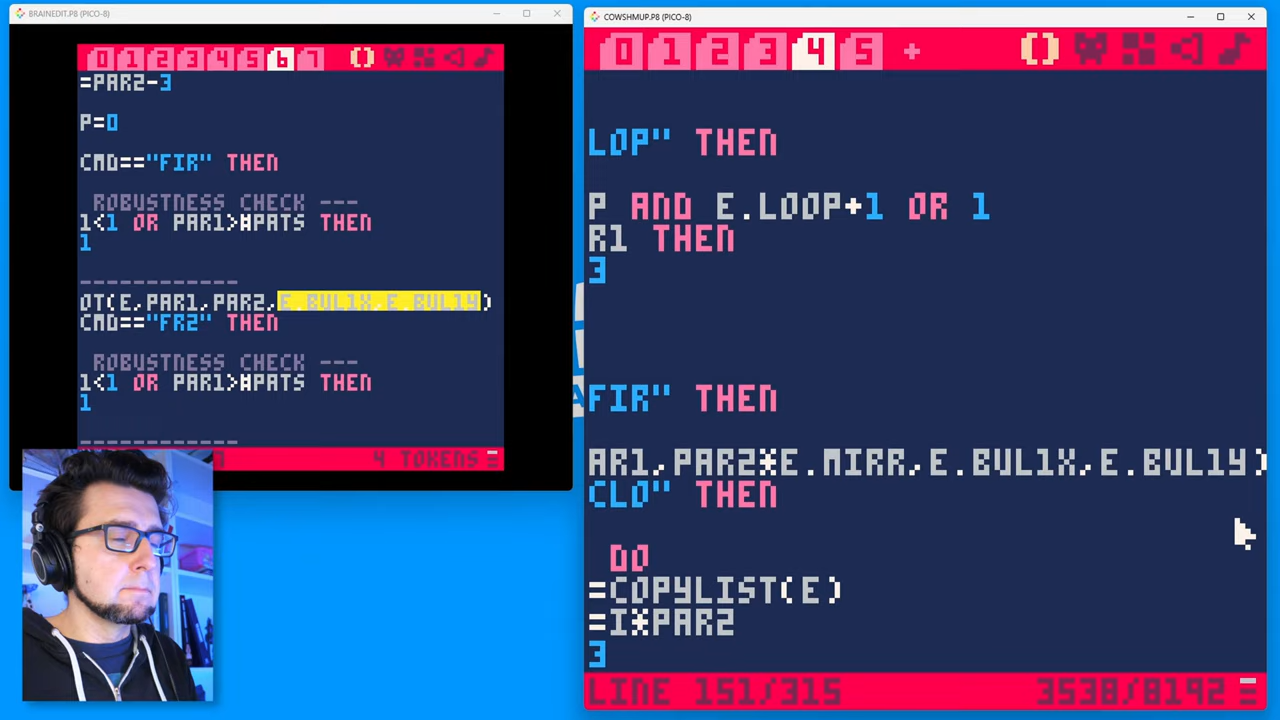 BRAINEDIT.P8 (PICO-8)
0 1 2 3 4 5 6 7
=PAR2-3
P=0
CMD=="FIR" THEN
ROBUSTNESS CHECK ---
1<1 OR PAR1>#PATS THEN
1
------------
OT(E,PAR1,PAR2,E.BUL1X,E.BUL1Y)
CMD=="FR2" THEN
ROBUSTNESS CHECK ---
1<1 OR PAR1>#PATS THEN
1
------------
4 TOKENS
COWSHMUP.P8 (PICO-8)
0 1 2 3 4 5 +
LOP" THEN
P AND E.LOOP+1 OR 1
R1 THEN
3
FIR" THEN
AR1,PAR2*E.MIRR,E.BUL1X,E.BUL1Y)
CLO" THEN
DO
=COPYLIST(E)
=I*PAR2
3
LINE 151/315 3538/8192